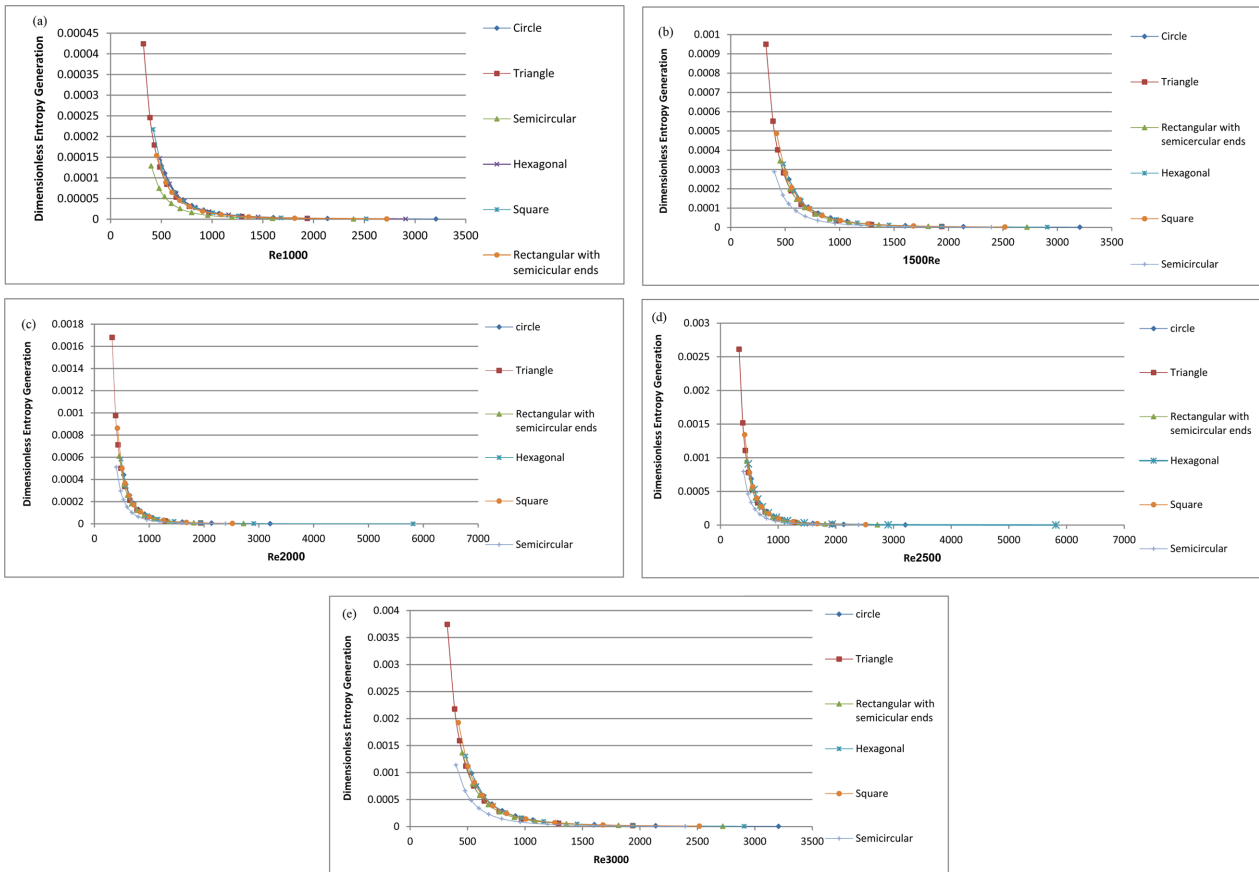 (a)
Dimensionless Entropy Generation
0.00045
0.0004
0.00035
0.0003
0.00025
0.0002
0.00015
0.0001
0.00005
0
0 500 1000 1500 2000 2500 3000 3500
Re1000
Circle
Triangle
Semicircular
Hexagonal
Square
Rectangular with
semicicular ends
(b)
Dimensionless Entropy Generation
0.001
0.0009
0.0008
0.0007
0.0006
0.0005
0.0004
0.0003
0.0002
0.0001
0
0 500 1000 1500 2000 2500 3000 3500
1500Re
Circle
Triangle
Rectangular with
semicercular ends
Hexagonal
Square
Semicircular
(c)
Dimensionless Entropy Generation
0.0018
0.0016
0.0014
0.0012
0.001
0.0008
0.0006
0.0004
0.0002
0
0 1000 2000 3000 4000 5000 6000 7000
Re2000
circle
Triangle
Rectangular with
semicircular ends
Hexagonal
Square
Semicircular
(d)
Dimensionless Entropy Generation
0.003
0.0025
0.002
0.0015
0.001
0.0005
0
0 1000 2000 3000 4000 5000 6000 7000
Re2500
circle
Triangle
Rectangular with
semicircular ends
Hexagonal
Square
Semicircular
(e)
Dimensionless Entropy Generation
0.004
0.0035
0.003
0.0025
0.002
0.0015
0.001
0.0005
0
0 500 1000 1500 2000 2500 3000 3500
Re3000
circle
Triangle
Rectangular with
semicicular ends
Hexagonal
Square
Semicircular